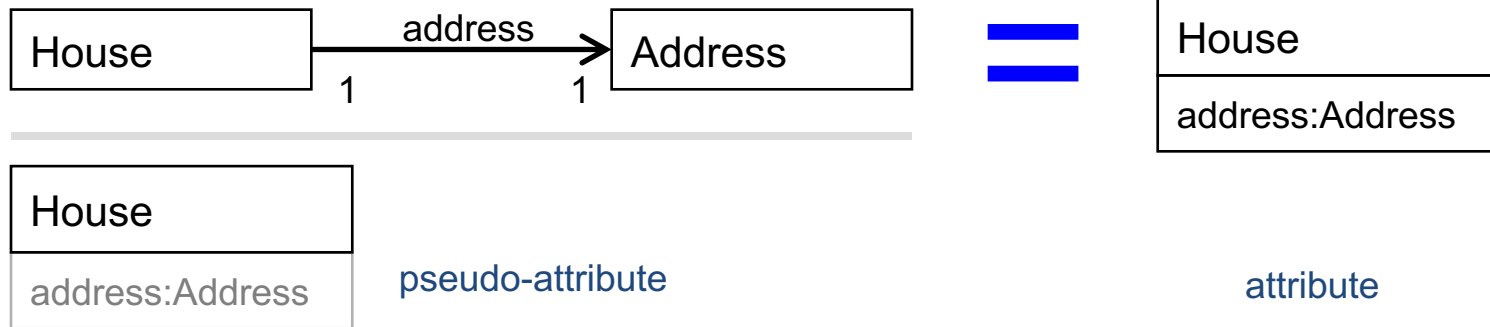 House
address
Address
1
1
House
address:Address
pseudo-attribute
=
House
address:Address
attribute